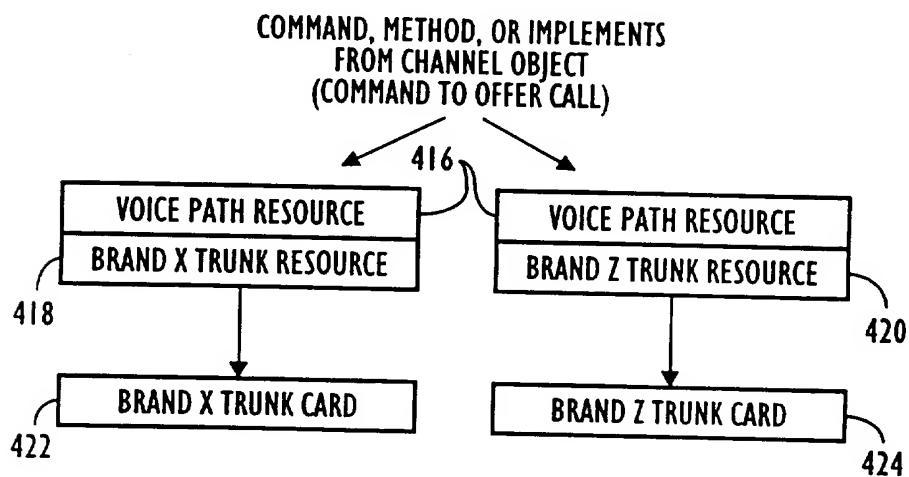 COMMAND, METHOD, OR IMPLEMENTS
FROM CHANNEL OBJECT
(COMMAND TO OFFER CALL)
416
VOICE PATH RESOURCE
BRAND X TRUNK RESOURCE
418
BRAND X TRUNK CARD
422
VOICE PATH RESOURCE
BRAND Z TRUNK RESOURCE
420
BRAND Z TRUNK CARD
424